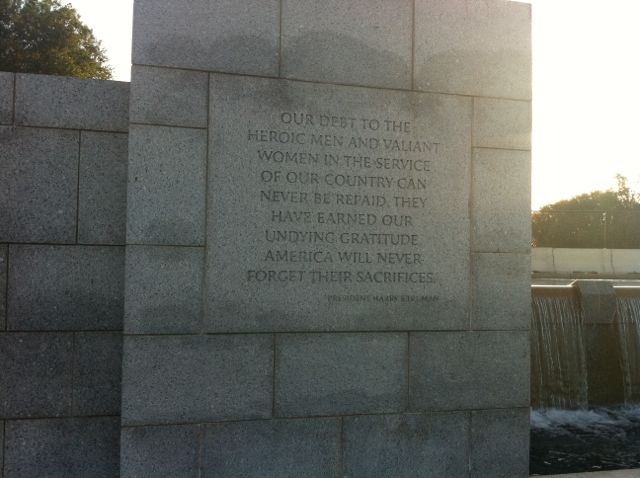 OUR DEBT TO THE
HEROIC MEN AND VALIANT
WOMEN IN THE SERVICE
OF OUR COUNTRY CAN
NEVER BE REPAID. THEY
HAVE EARNED OUR
UNDYING GRATITUDE
AMERICA WILL NEVER
FORGET THEIR SACRIFICES.
PRESIDENT HARRY S TRUMAN